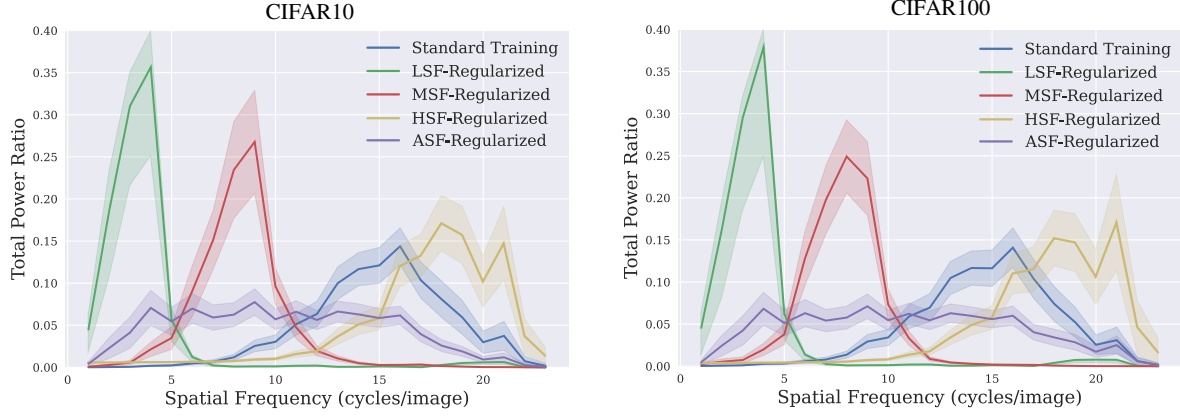 CIFAR10
0.40
0.35
0.30
0.25
0.20
0.15
0.10
0.05
0.00
Total Power Ratio
Standard Training
LSF-Regularized
MSF-Regularized
HSF-Regularized
ASF-Regularized
0 5 10 15 20
Spatial Frequency (cycles/image)
CIFAR100
0.40
0.35
0.30
0.25
0.20
0.15
0.10
0.05
0.00
Total Power Ratio
Standard Training
LSF-Regularized
MSF-Regularized
HSF-Regularized
ASF-Regularized
0 5 10 15 20
Spatial Frequency (cycles/image)